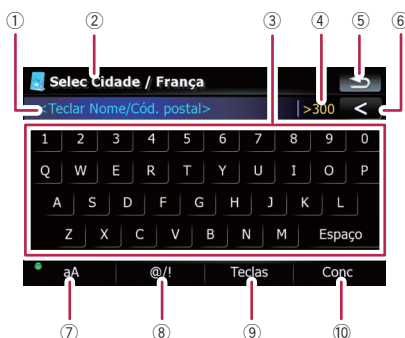 ① ② ③ ④ ⑤ ⑥
Selec Cidade / França
<Teclar Nome/Cód. postal> >300 <
1 2 3 4 5 6 7 8 9 0
Q W E R T Y U I O P
A S D F G H J K L
Z X C V B N M Espaço
aA @/! Teclas Conc
⑦ ⑧ ⑨ ⑩